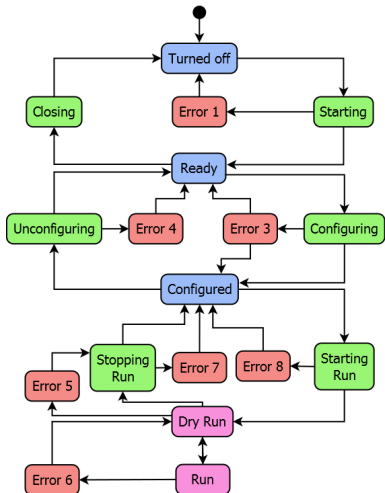 Turned off
Closing
Error 1
Starting
Ready
Unconfiguring
Error 4
Error 3
Configuring
Configured
Stopping
Run
Error 7
Error 8
Starting
Run
Error 5
Dry Run
Error 6
Run